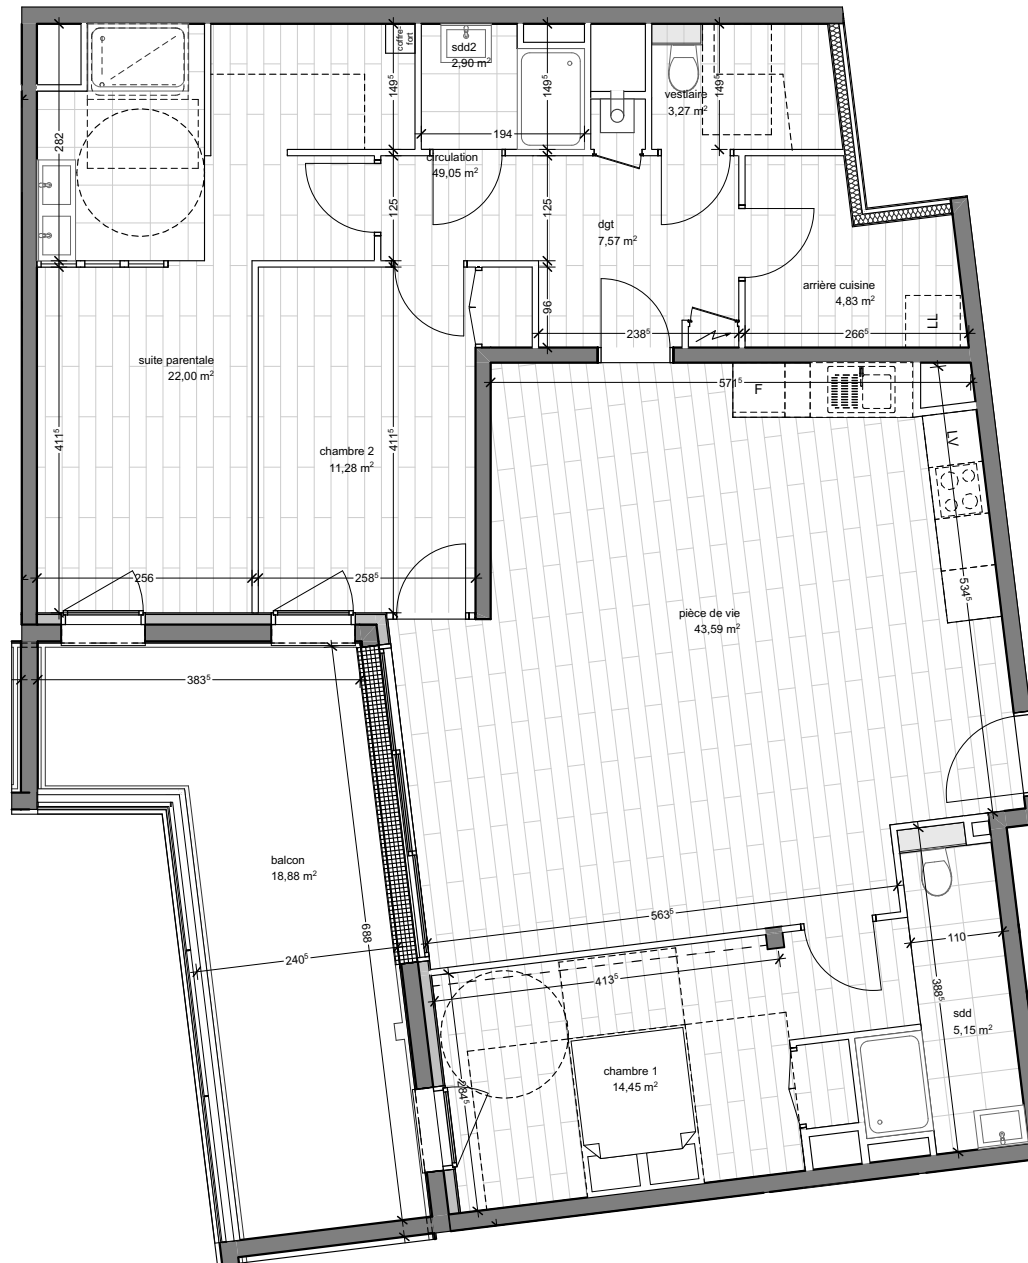 coffre-
fort
sdd2
2,90 m²
149⁵
149⁵
149⁵
vestiaire
3,27 m²
282
194
circulation
49,05 m²
125
125
dgt
7,57 m²
arrière cuisine
4,83 m²
96
238⁵
266⁵
LL
suite parentale
22,00 m²
571⁵
F
LV
411⁵
411⁵
chambre 2
11,28 m²
256
258⁵
534⁵
pièce de vie
43,59 m²
383⁵
balcon
18,88 m²
688
240⁵
563⁵
110
413⁵
388⁵
sdd
5,15 m²
chambre 1
14,45 m²
284⁵